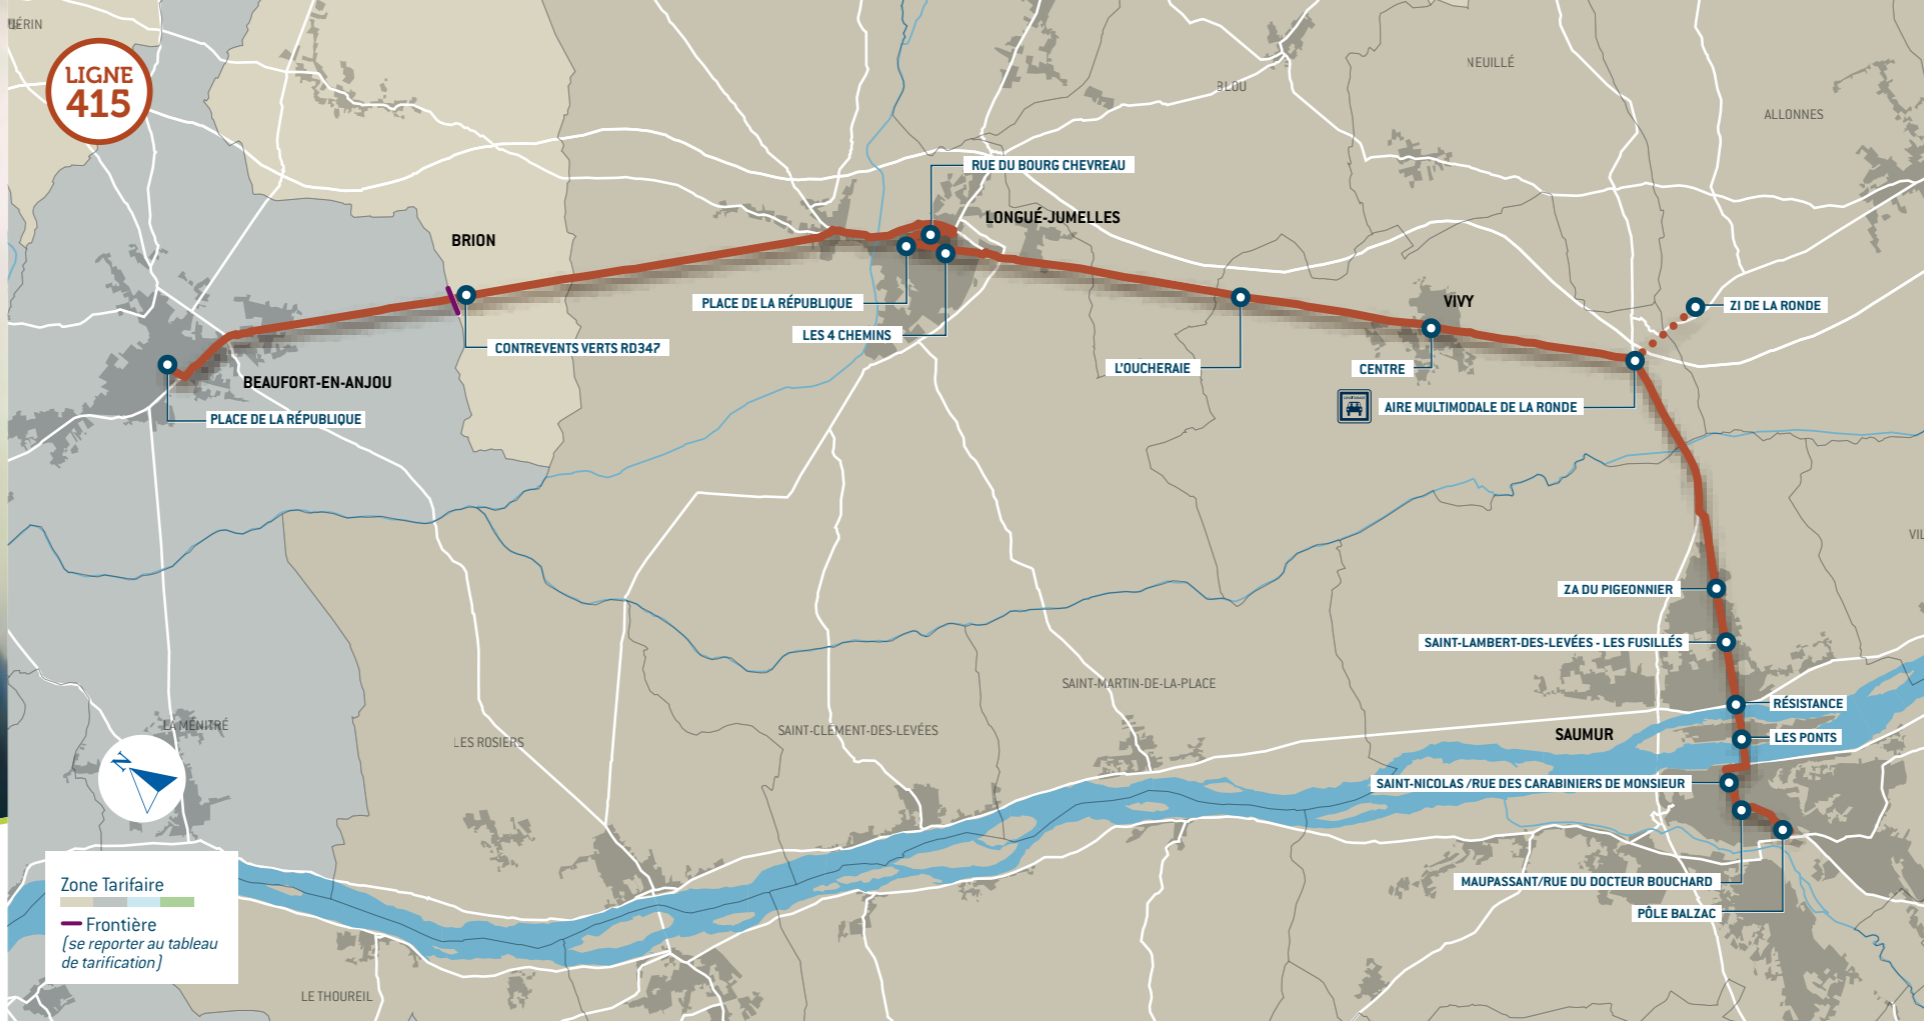 UÉRIN
LIGNE
415
NEUILLÉ
BLOU
ALLONNES
RUE DU BOURG CHEVREAU
LONGUÉ-JUMELLES
BRION
PLACE DE LA RÉPUBLIQUE
LES 4 CHEMINS
VIVY
ZI DE LA RONDE
CONTREVENTS VERTS RD347
L'OUCHERAIE
CENTRE
BEAUFORT-EN-ANJOU
AIRE MULTIMODALE DE LA RONDE
PLACE DE LA RÉPUBLIQUE
VIL
ZA DU PIGEONNIER
SAINT-LAMBERT-DES-LEVÉES - LES FUSILLÉS
SAINT-MARTIN-DE-LA-PLACE
RÉSISTANCE
LA MÉNITRÉ
LES ROSIERS
SAINT-CLÉMENT-DES-LEVÉES
SAUMUR
LES PONTS
N
SAINT-NICOLAS /RUE DES CARABINIERS DE MONSIEUR
MAUPASSANT/RUE DU DOCTEUR BOUCHARD
PÔLE BALZAC
Zone Tarifaire
Frontière
(se reporter au tableau
de tarification)
LE THOUREIL